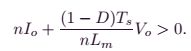 $nI_o + \frac{(1-D)T_s}{nL_m}V_o > 0.$